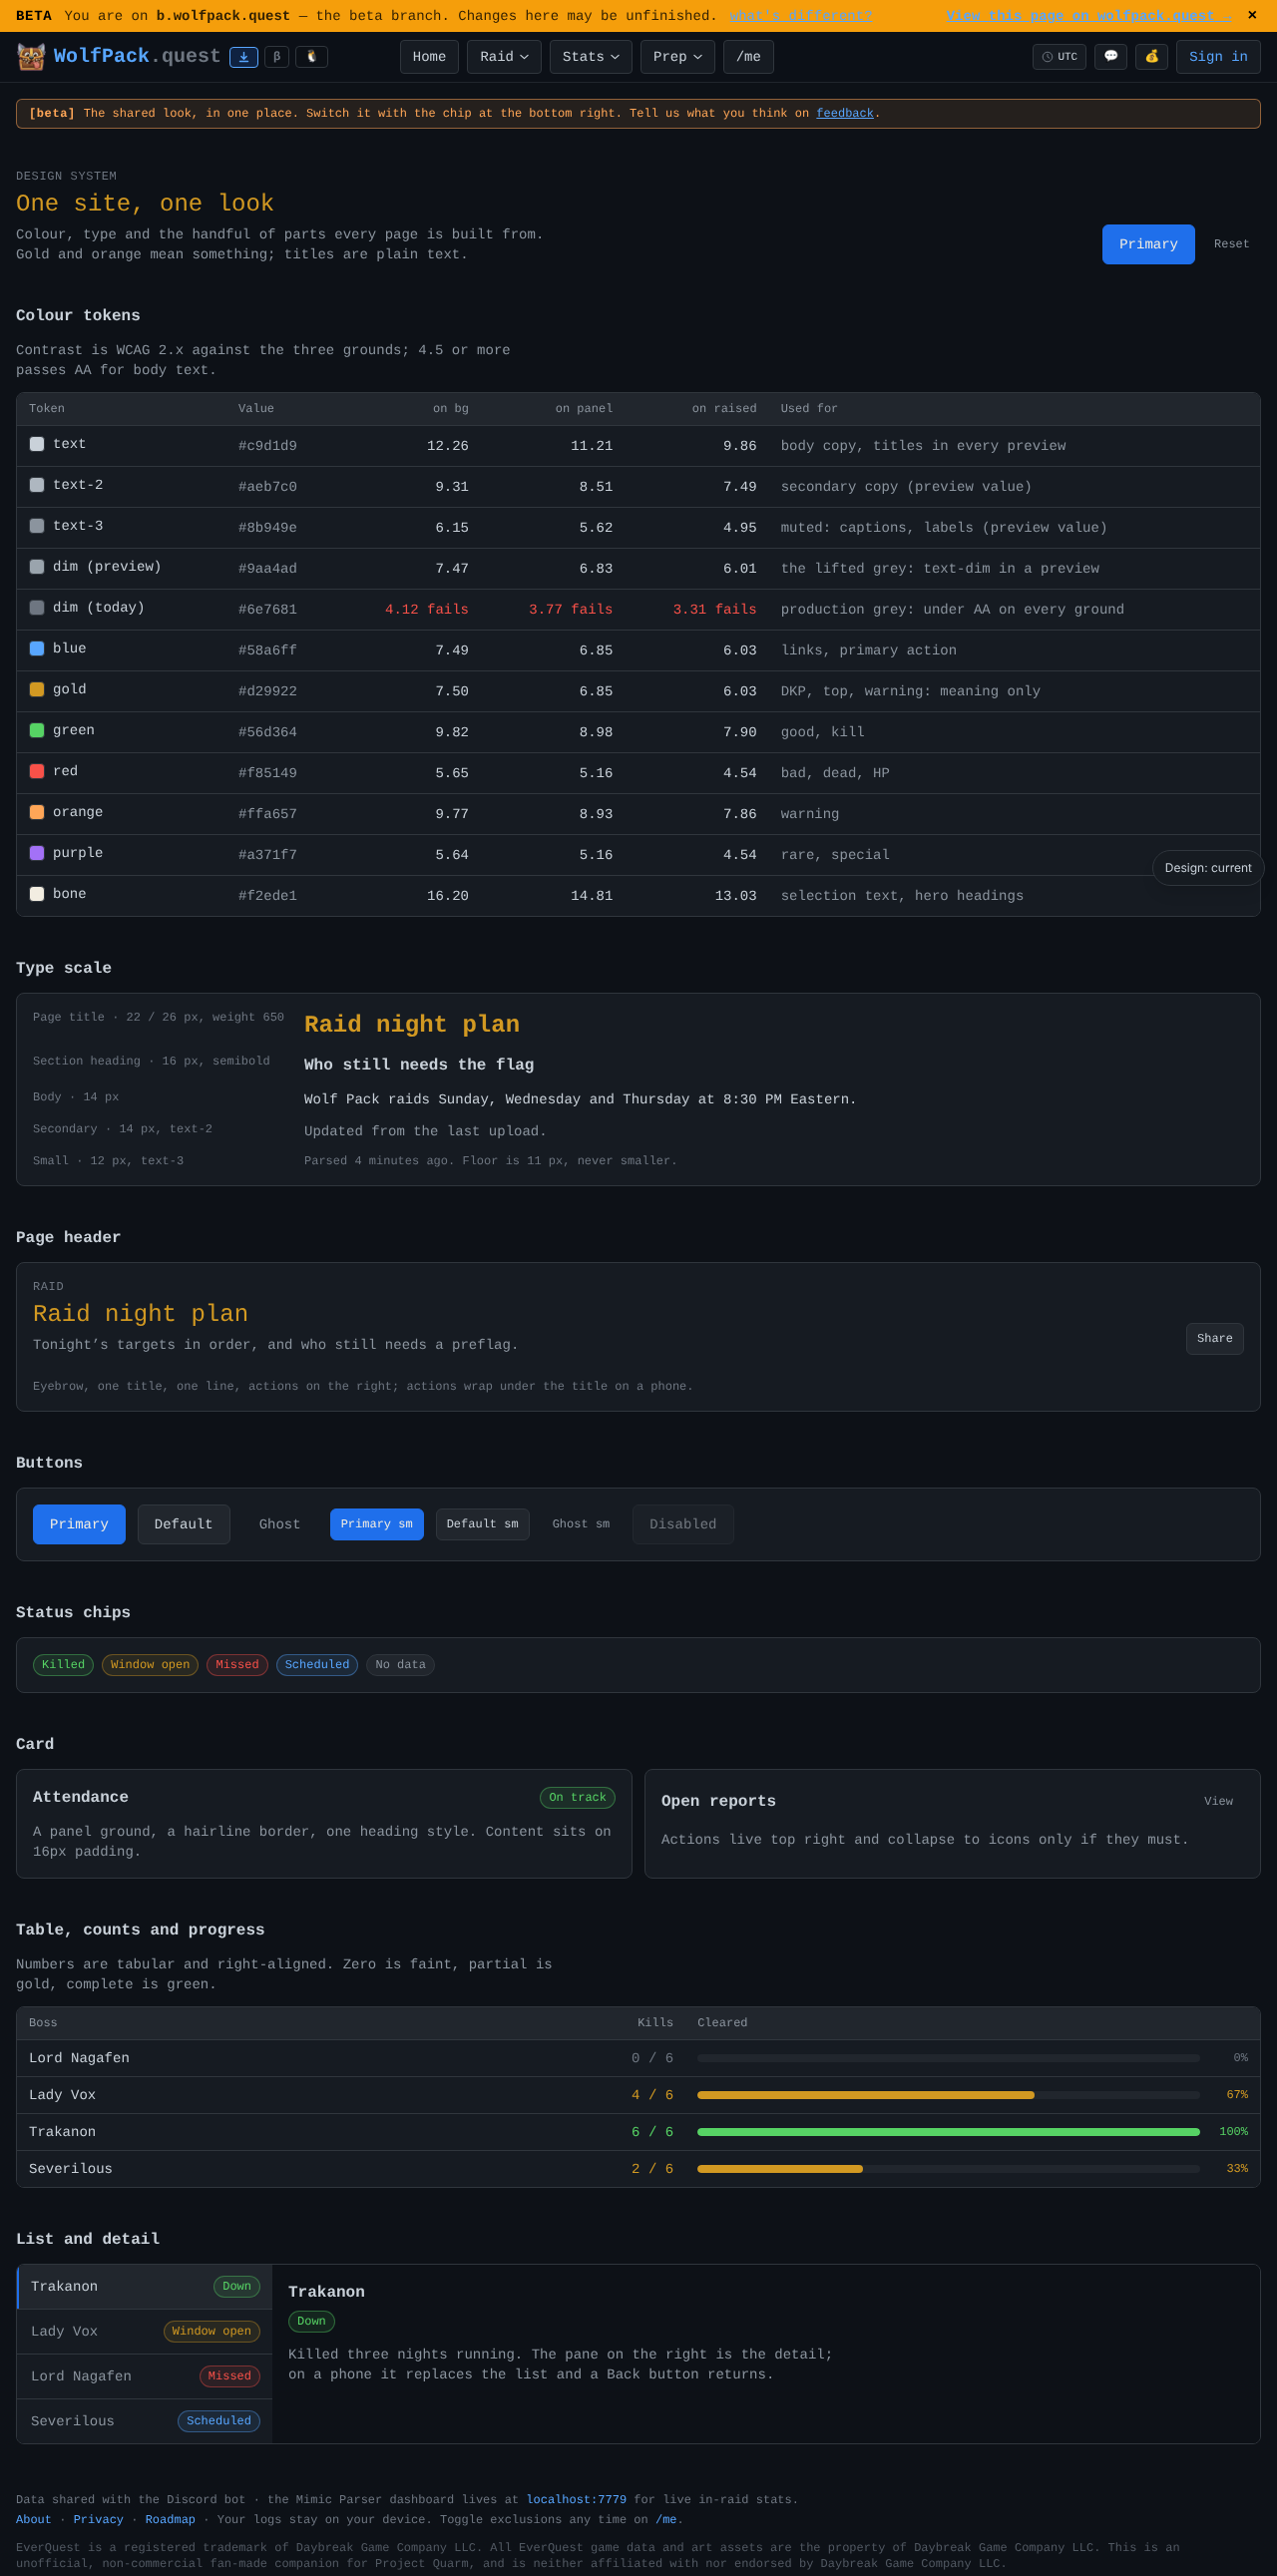 BETA You are on b.wolfpack.quest — the beta branch. Changes here may be unfinished. what's different? View this page on wolfpack.quest → ×
WolfPack.quest β Home Raid Stats Prep /me UTC Sign in
[beta] The shared look, in one place. Switch it with the chip at the bottom right. Tell us what you think on feedback.
DESIGN SYSTEM
One site, one look
Colour, type and the handful of parts every page is built from.
Gold and orange mean something; titles are plain text.
Primary Reset
Colour tokens
Contrast is WCAG 2.x against the three grounds; 4.5 or more
passes AA for body text.
Token Value on bg on panel on raised Used for
text #c9d1d9 12.26 11.21 9.86 body copy, titles in every preview
text-2 #aeb7c0 9.31 8.51 7.49 secondary copy (preview value)
text-3 #8b949e 6.15 5.62 4.95 muted: captions, labels (preview value)
dim (preview) #9aa4ad 7.47 6.83 6.01 the lifted grey: text-dim in a preview
dim (today) #6e7681 4.12 fails 3.77 fails 3.31 fails production grey: under AA on every ground
blue #58a6ff 7.49 6.85 6.03 links, primary action
gold #d29922 7.50 6.85 6.03 DKP, top, warning: meaning only
green #56d364 9.82 8.98 7.90 good, kill
red #f85149 5.65 5.16 4.54 bad, dead, HP
orange #ffa657 9.77 8.93 7.86 warning
purple #a371f7 5.64 5.16 4.54 rare, special
Design: current
bone #f2ede1 16.20 14.81 13.03 selection text, hero headings
Type scale
Page title · 22 / 26 px, weight 650 Raid night plan
Section heading · 16 px, semibold Who still needs the flag
Body · 14 px Wolf Pack raids Sunday, Wednesday and Thursday at 8:30 PM Eastern.
Secondary · 14 px, text-2 Updated from the last upload.
Small · 12 px, text-3 Parsed 4 minutes ago. Floor is 11 px, never smaller.
Page header
RAID
Raid night plan
Tonight’s targets in order, and who still needs a preflag.
Share
Eyebrow, one title, one line, actions on the right; actions wrap under the title on a phone.
Buttons
Primary Default Ghost Primary sm Default sm Ghost sm Disabled
Status chips
Killed Window open Missed Scheduled No data
Card
Attendance On track
A panel ground, a hairline border, one heading style. Content sits on
16px padding.
Open reports View
Actions live top right and collapse to icons only if they must.
Table, counts and progress
Numbers are tabular and right-aligned. Zero is faint, partial is
gold, complete is green.
Boss Kills Cleared
Lord Nagafen 0 / 6 0%
Lady Vox 4 / 6 67%
Trakanon 6 / 6 100%
Severilous 2 / 6 33%
List and detail
Trakanon Down
Lady Vox Window open
Lord Nagafen Missed
Severilous Scheduled
Trakanon
Down
Killed three nights running. The pane on the right is the detail;
on a phone it replaces the list and a Back button returns.
Data shared with the Discord bot · the Mimic Parser dashboard lives at localhost:7779 for live in-raid stats.
About · Privacy · Roadmap · Your logs stay on your device. Toggle exclusions any time on /me.
EverQuest is a registered trademark of Daybreak Game Company LLC. All EverQuest game data and art assets are the property of Daybreak Game Company LLC. This is an
unofficial, non-commercial fan-made companion for Project Quarm, and is neither affiliated with nor endorsed by Daybreak Game Company LLC.